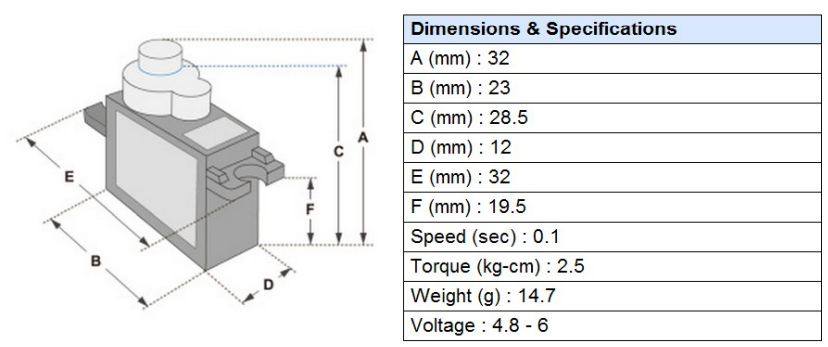 A
C
E
F
B
D
Dimensions & Specifications
A (mm) : 32
B (mm) : 23
C (mm) : 28.5
D (mm) : 12
E (mm) : 32
F (mm) : 19.5
Speed (sec) : 0.1
Torque (kg-cm) : 2.5
Weight (g) : 14.7
Voltage : 4.8 - 6